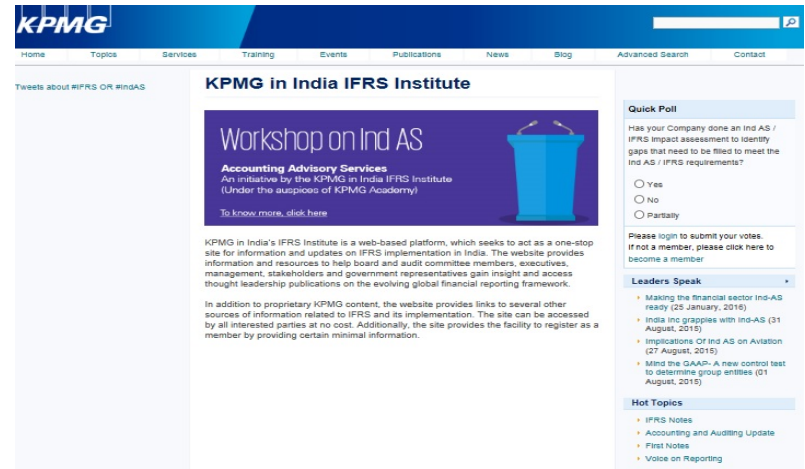 KPMG
Home Topics Services Training Events Publications News Blog Advanced Search Contact
Tweets about #IFRS OR #IndAS
KPMG in India IFRS Institute
Workshop on Ind AS
Accounting Advisory Services
An initiative by the KPMG in India IFRS Institute
(Under the auspices of KPMG Academy)
To know more, click here
KPMG in India's IFRS Institute is a web-based platform, which seeks to act as a one-stop
site for information and updates on IFRS implementation in India. The website provides
information and resources to help board and audit committee members, executives,
management, stakeholders and government representatives gain insight and access
thought leadership publications on the evolving global financial reporting framework.
In addition to proprietary KPMG content, the website provides links to several other
sources of information related to IFRS and its implementation. The site can be accessed
by all interested parties at no cost. Additionally, the site provides the facility to register as a
member by providing certain minimal information.
Quick Poll
Has your Company done an Ind AS /
IFRS impact assessment to identify
gaps that need to be filled to meet the
Ind AS / IFRS requirements?
Yes
No
Partially
Please login to submit your votes.
If not a member, please click here to
become a member
Leaders Speak
Making the financial sector Ind-AS
ready (25 January, 2016)
India Inc grapples with Ind-AS (31
August, 2015)
Implications Of Ind AS on Aviation
(27 August, 2015)
Mind the GAAP- A new control test
to determine group entities (01
August, 2015)
Hot Topics
IFRS Notes
Accounting and Auditing Update
First Notes
Voice on Reporting